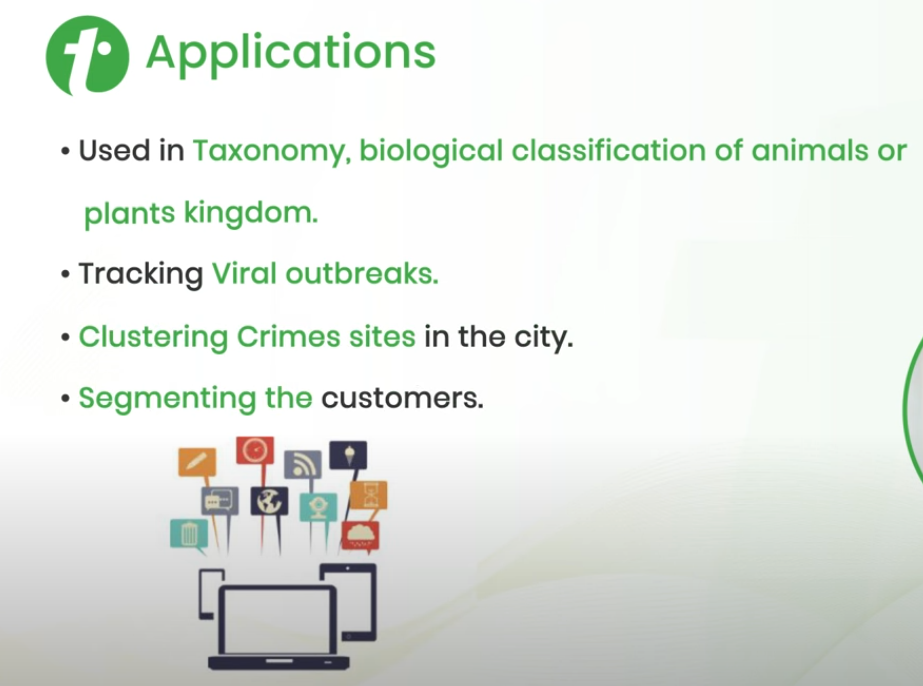 Applications
• Used in Taxonomy, biological classification of animals or
plants kingdom.
• Tracking Viral outbreaks.
• Clustering Crimes sites in the city.
• Segmenting the customers.